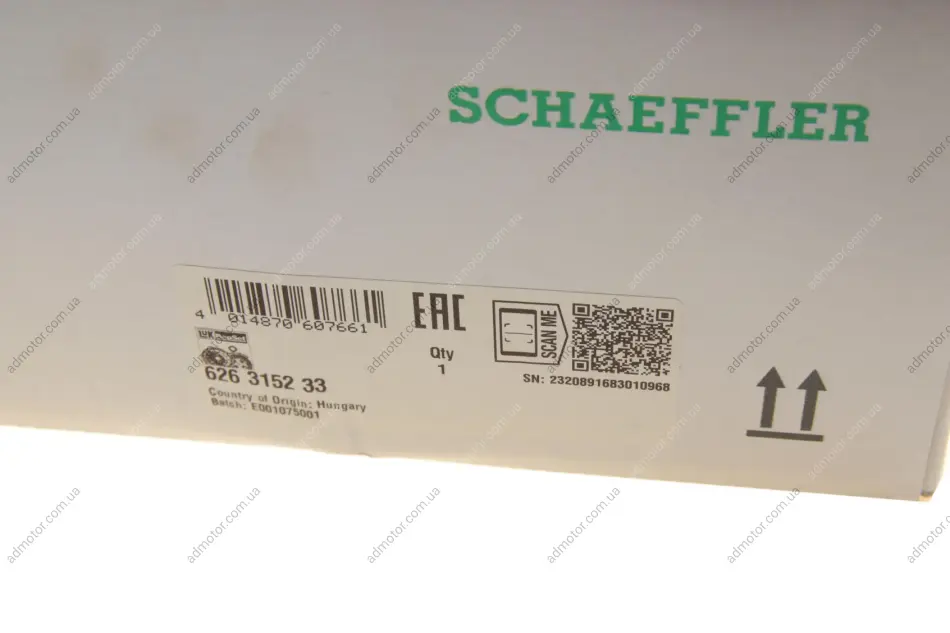 SCHAEFFLER
4 014870 607661
EAC
SCAN ME
Qty
1
LuK
626 3152 33
SN: 2320891683010968
Country of Origin: Hungary
Batch: E001075001
admotor.com.ua